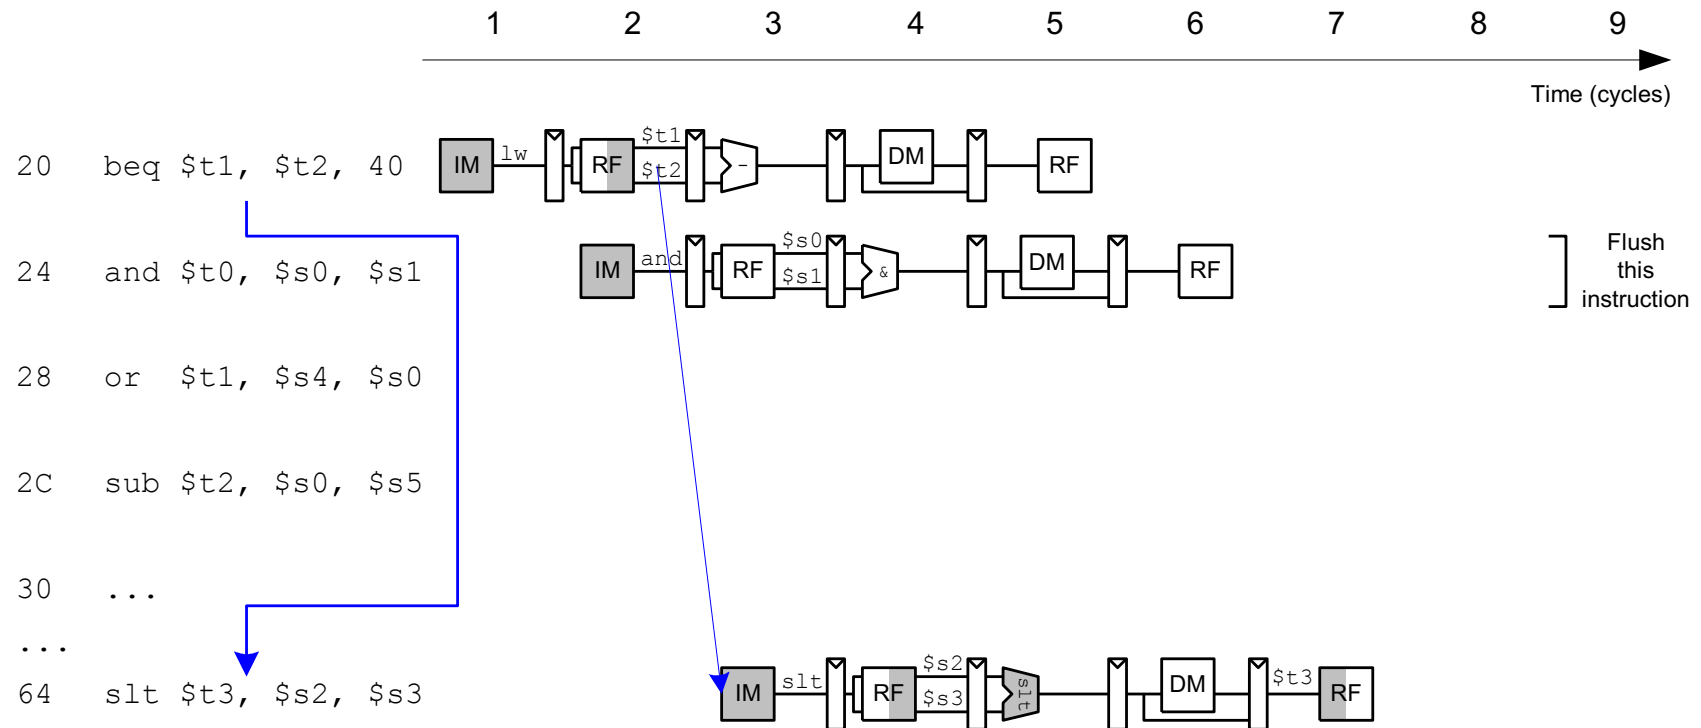 1 2 3 4 5 6 7 8 9
Time (cycles)
20 beq $t1, $t2, 40 IM lw RF $t1 $t2 - DM RF
24 and $t0, $s0, $s1 IM and RF $s0 $s1 & DM RF
Flush
this
instruction
28 or $t1, $s4, $s0
2C sub $t2, $s0, $s5
30 ...
...
64 slt $t3, $s2, $s3 IM slt RF $s2 $s3 slt DM $t3 RF